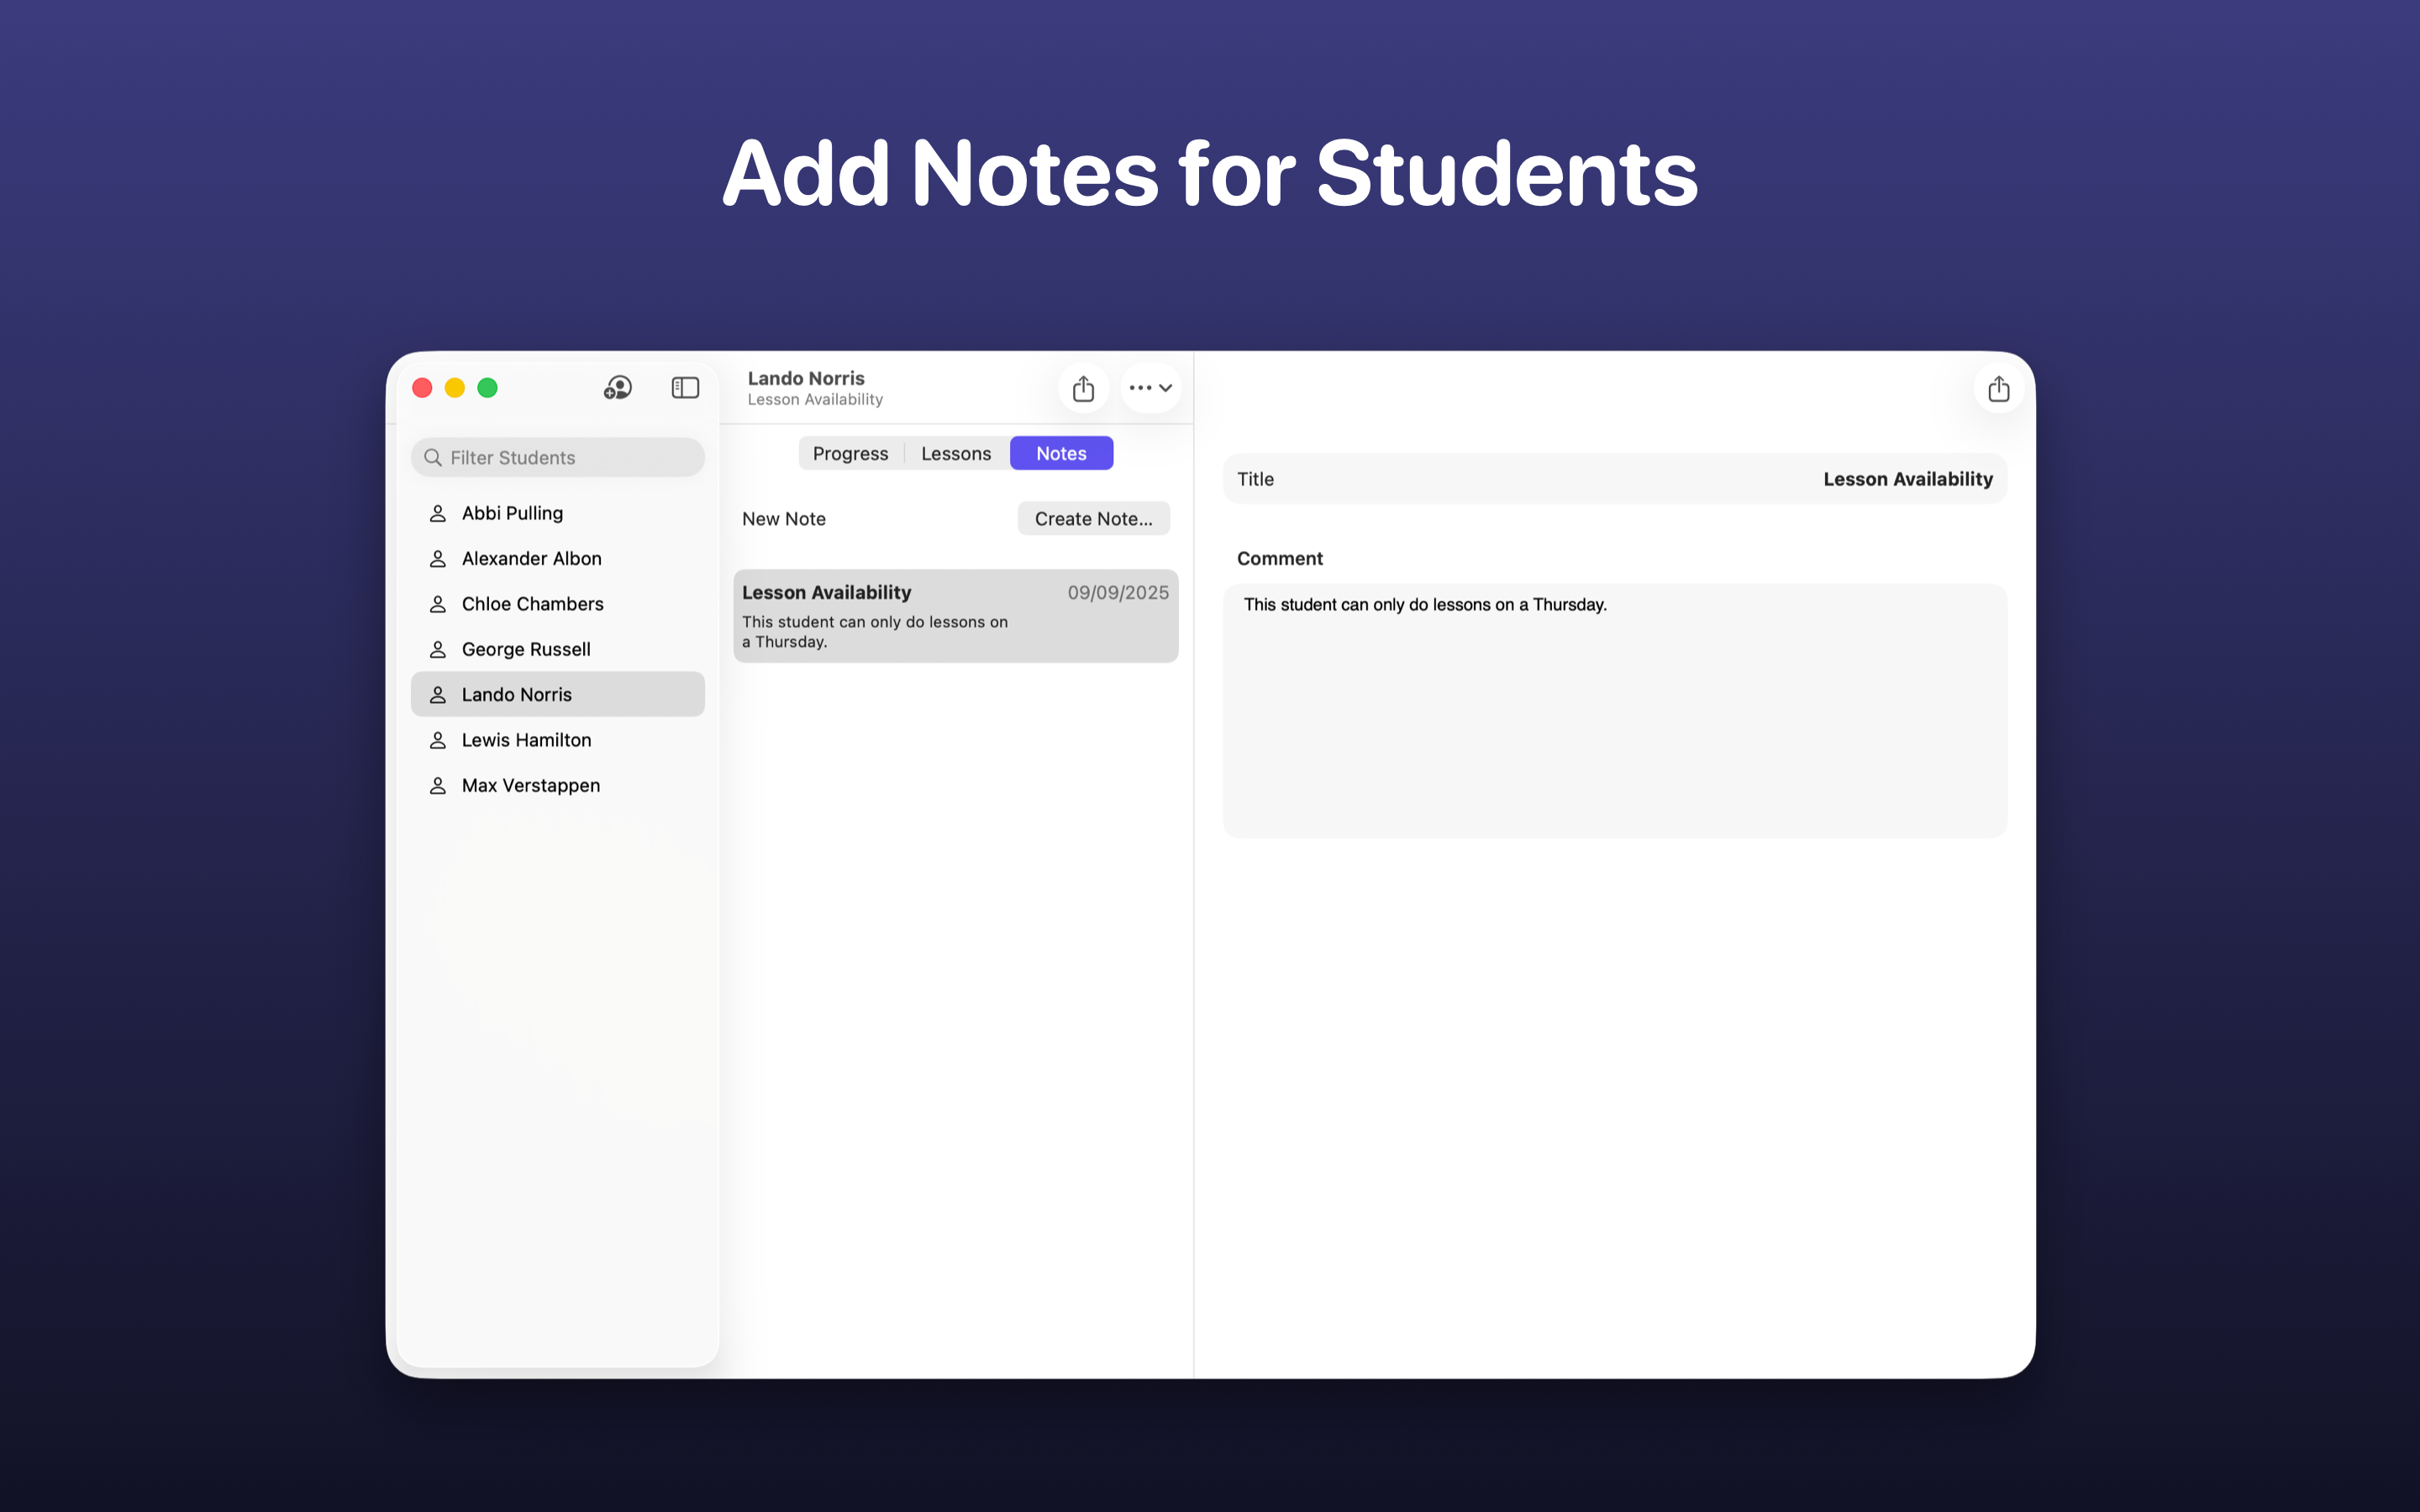 Add Notes for Students
Filter Students
Abbi Pulling
Alexander Albon
Chloe Chambers
George Russell
Lando Norris
Lewis Hamilton
Max Verstappen
Lando Norris
Lesson Availability
Progress
Lessons
Notes
New Note
Create Note...
Lesson Availability
09/09/2025
This student can only do lessons on
a Thursday.
Title
Lesson Availability
Comment
This student can only do lessons on a Thursday.